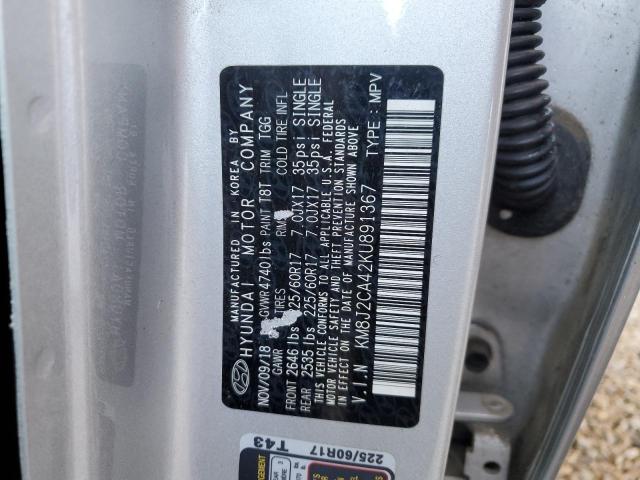 MANUFACTURED IN KOREA BY
HYUNDAI MOTOR COMPANY
NOV/09/18 GVWR 4740lbs PAINT T8T TRIM TGG
GAWR TIRES RIMS COLD TIRE INFL
FRONT 2646 lbs 225/60R17 7.0JX17 35psi SINGLE
REAR 2535 lbs 225/60R17 7.0JX17 35psi SINGLE
THIS VEHICLE CONFORMS TO ALL APPLICABLE U.S.A. FEDERAL
MOTOR VEHICLE SAFETY AND THEFT PREVENTION STANDARDS
IN EFFECT ON THE DATE OF MANUFACTURE SHOWN ABOVE
V.I.N KM8J2CA42KU891367 TYPE : MPV
225/60R17
T43